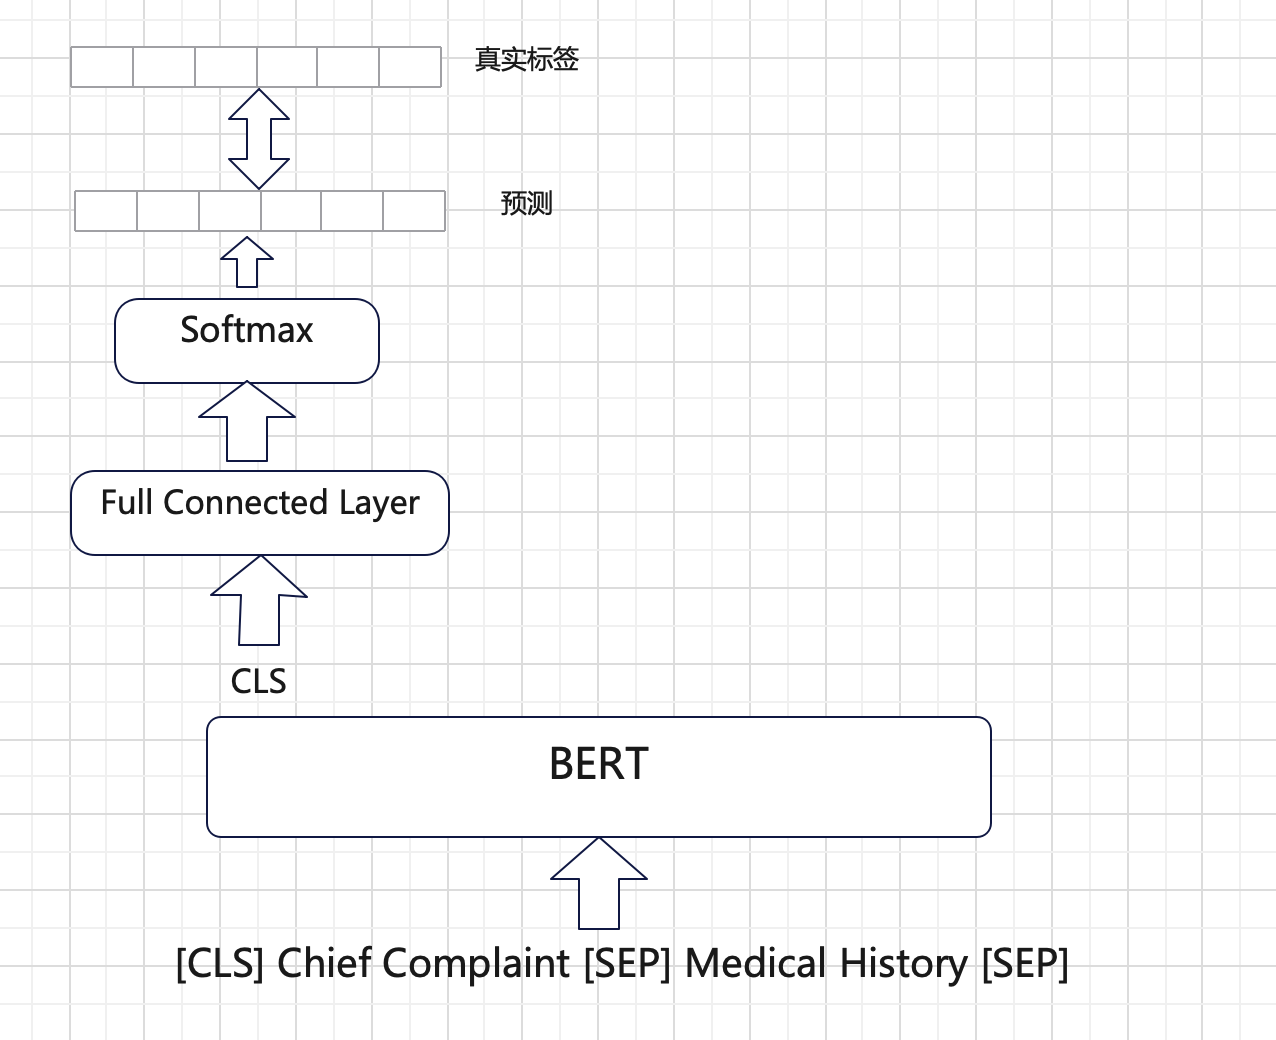 真实标签
预测
Softmax
Full Connected Layer
CLS
BERT
[CLS] Chief Complaint [SEP] Medical History [SEP]